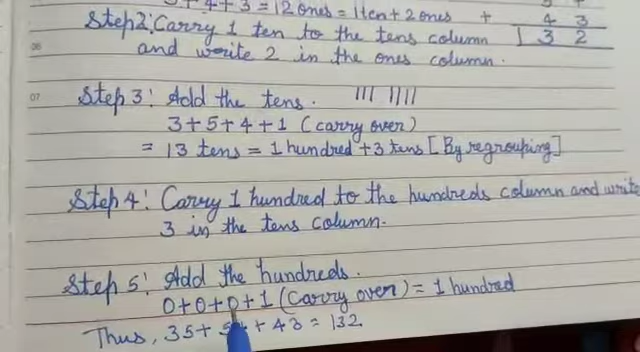 + 4 + 3 = 12 ones = 1 ten + 2 ones
+ 4 3
Step 2: Carry 1 ten to the tens column
1 3 2
and write 2 in the ones column.
06
07
Step 3: Add the tens.
3+5+4+1 (carry over)
= 13 tens = 1 hundred + 3 tens [By regrouping]
Step 4: Carry 1 hundred to the hundreds column and write
3 in the tens column.
Step 5: Add the hundreds.
0+0+0+1 (Carry over) = 1 hundred
Thus, 35 + 5 + 43 = 132.